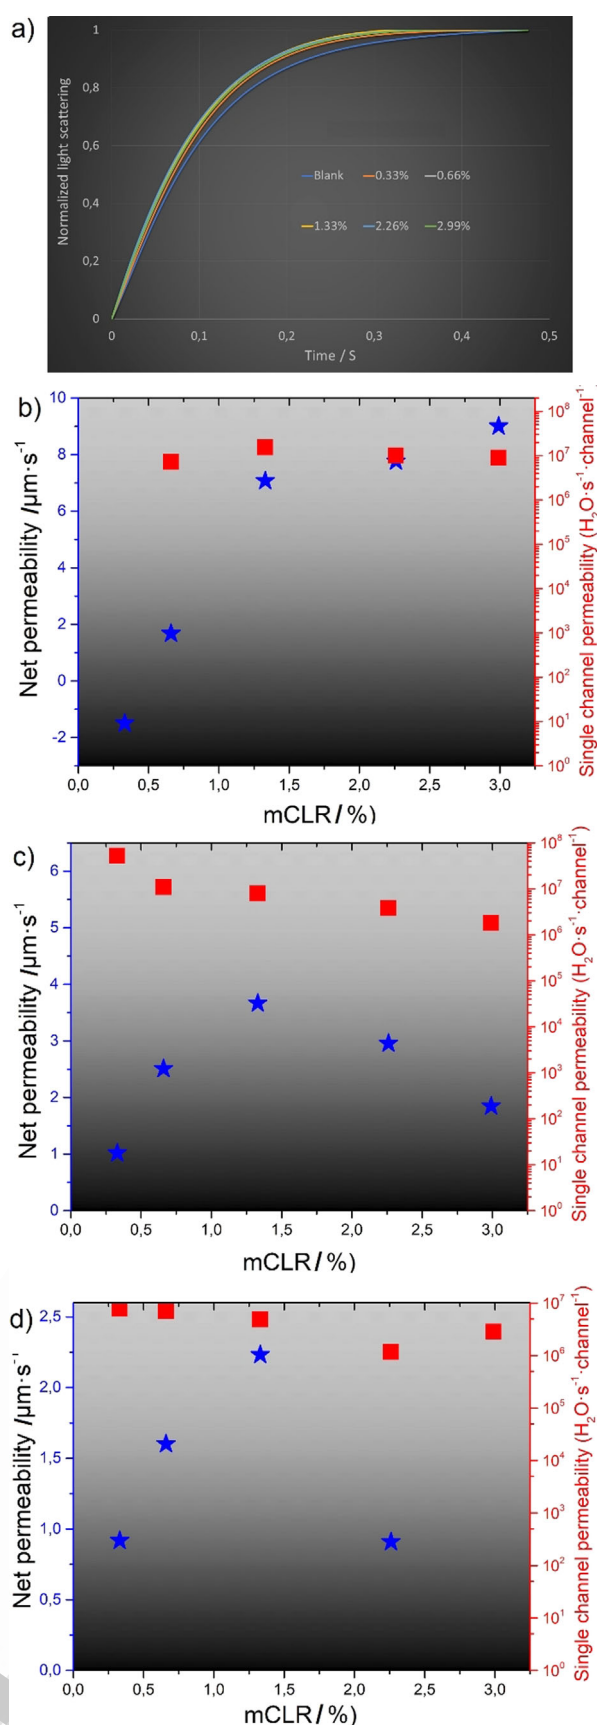 a)
Normalized light scattering
1
0,8
0,6
0,4
0,2
0
Blank 0.33% 0.66%
1.33% 2.26% 2.99%
0 0,1 0,2 0,3 0,4 0,5
Time / S
b)
Net permeability /µm·s⁻¹
10
8
6
4
2
0
-2
10⁸
10⁷
10⁶
10⁵
10⁴
10³
10²
10¹
10⁰
Single channel permeability (H₂O·s⁻¹·channel⁻¹
0,0 0,5 1,0 1,5 2,0 2,5 3,0
mCLR / %)
c)
Net permeability /µm·s⁻¹
6
5
4
3
2
1
0
10⁸
10⁷
10⁶
10⁵
10⁴
10³
10²
10¹
10⁰
Single channel permeability (H₂O·s⁻¹·channel⁻¹)
0,0 0,5 1,0 1,5 2,0 2,5 3,0
mCLR / %)
d)
Net permeability /µm·s⁻¹
2,5
2,0
1,5
1,0
0,5
0,0
10⁷
10⁶
10⁵
10⁴
10³
10²
10¹
10⁰
Single channel permeability (H₂O·s⁻¹·channel⁻¹)
0,0 0,5 1,0 1,5 2,0 2,5 3,0
mCLR / %)